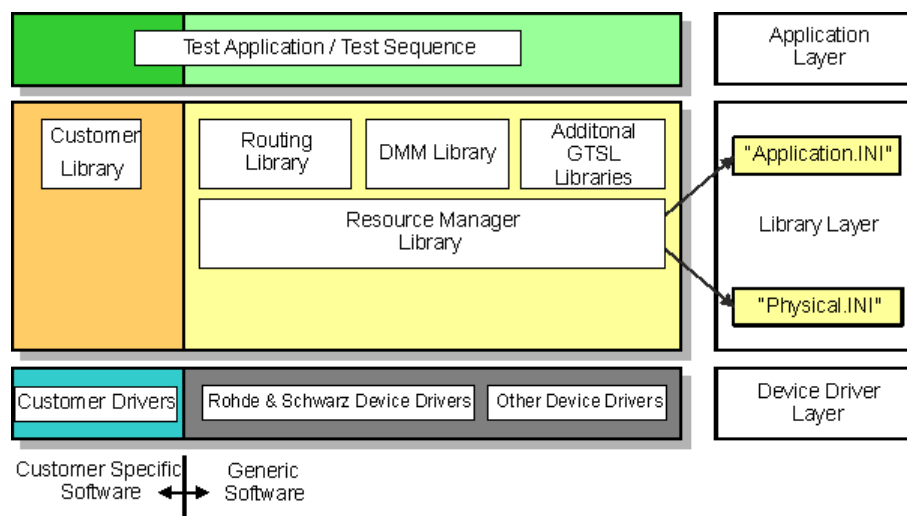 Test Application / Test Sequence
Application
Layer
Customer
Library
Routing
Library
DMM Library
Additonal
GTSL
Libraries
Resource Manager
Library
"Application.INI"
Library Layer
"Physical.INI"
Customer Drivers
Rohde & Schwarz Device Drivers
Other Device Drivers
Device Driver
Layer
Customer Specific
Software
Generic
Software